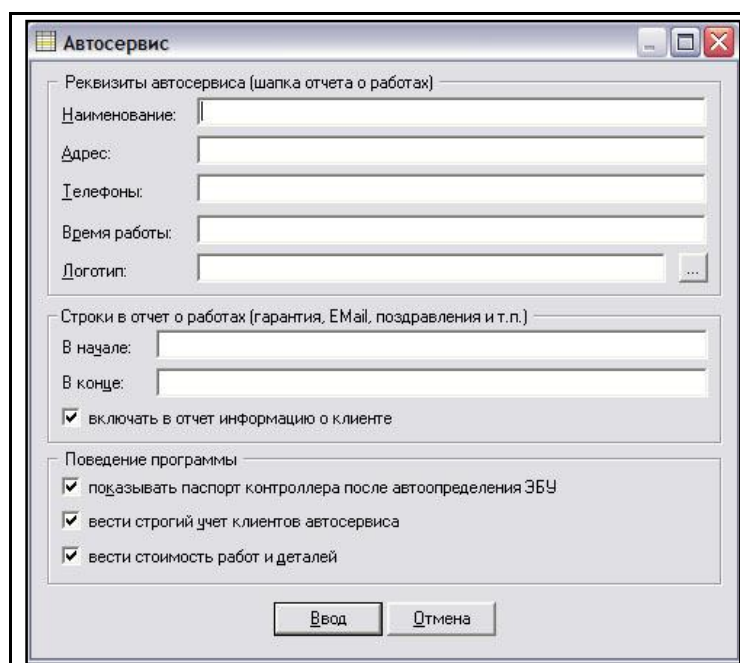 Автосервис
Реквизиты автосервиса (шапка отчета о работах)
Наименование:
Адрес:
Телефоны:
Время работы:
Логотип:
...
Строки в отчет о работах (гарантия, EMail, поздравления и т.п.)
В начале:
В конце:
включать в отчет информацию о клиенте
Поведение программы
показывать паспорт контроллера после автоопределения ЭБУ
вести строгий учет клиентов автосервиса
вести стоимость работ и деталей
Ввод Отмена